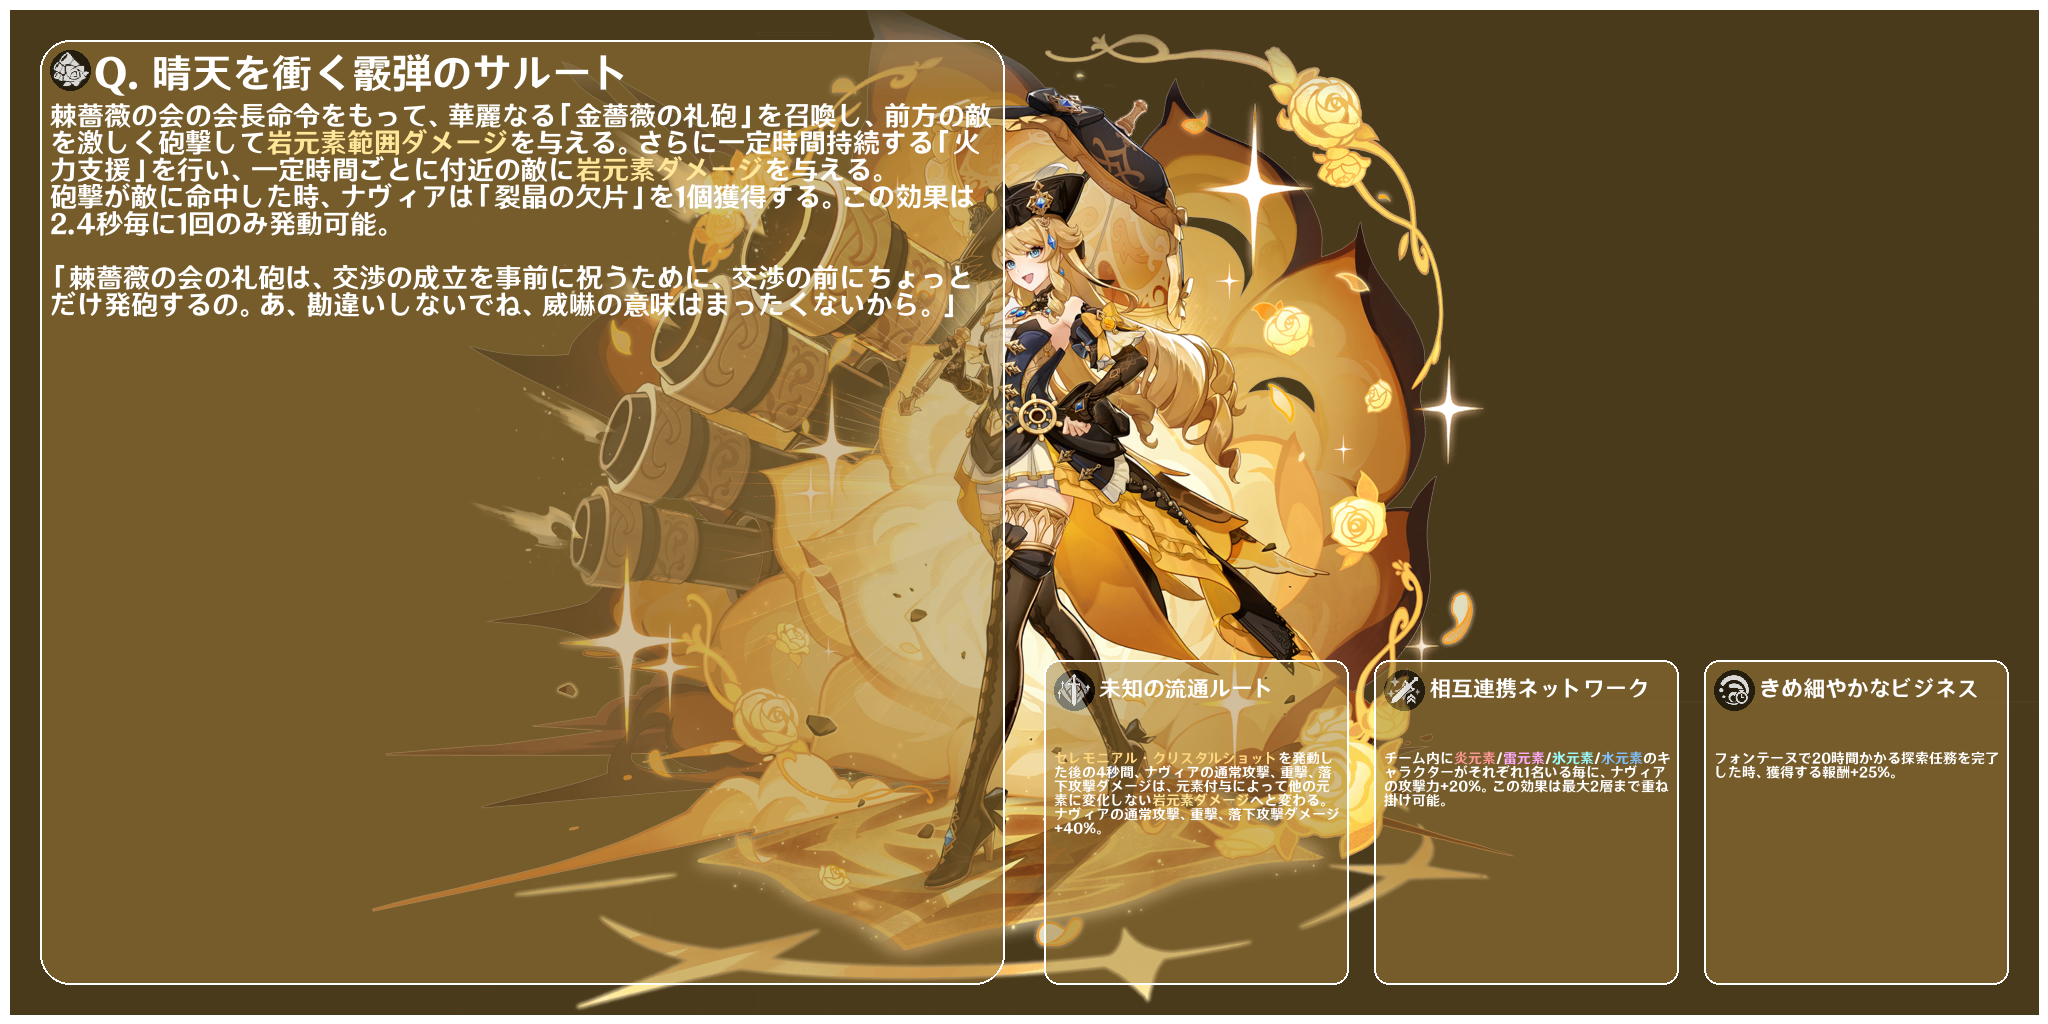 Q. 晴天を衝く霰弾のサルート
棘薔薇の会の会長命令をもって、華麗なる「金薔薇の礼砲」を召喚し、前方の敵
を激しく砲撃して岩元素範囲ダメージを与える。さらに一定時間持続する「火
力支援」を行い、一定時間ごとに付近の敵に岩元素ダメージを与える。
砲撃が敵に命中した時、ナヴィアは「裂晶の欠片」を1個獲得する。この効果は
2.4秒毎に1回のみ発動可能。
「棘薔薇の会の礼砲は、交渉の成立を事前に祝うために、交渉の前にちょっと
だけ発砲するの。あ、勘違いしないでね、威嚇の意味はまったくないから。」
未知の流通ルート
セレモニアル・クリスタルショットを発動し
た後の4秒間、ナヴィアの通常攻撃、重撃、落
下攻撃ダメージは、元素付与によって他の元
素に変化しない岩元素ダメージへと変わる。
ナヴィアの通常攻撃、重撃、落下攻撃ダメージ
+40%。
相互連携ネットワーク
チーム内に炎元素/雷元素/氷元素/水元素のキ
ャラクターがそれぞれ1名いる毎に、ナヴィア
の攻撃力+20%。この効果は最大2層まで重ね
掛け可能。
きめ細やかなビジネス
フォンテーヌで20時間かかる探索任務を完了
した時、獲得する報酬+25%。